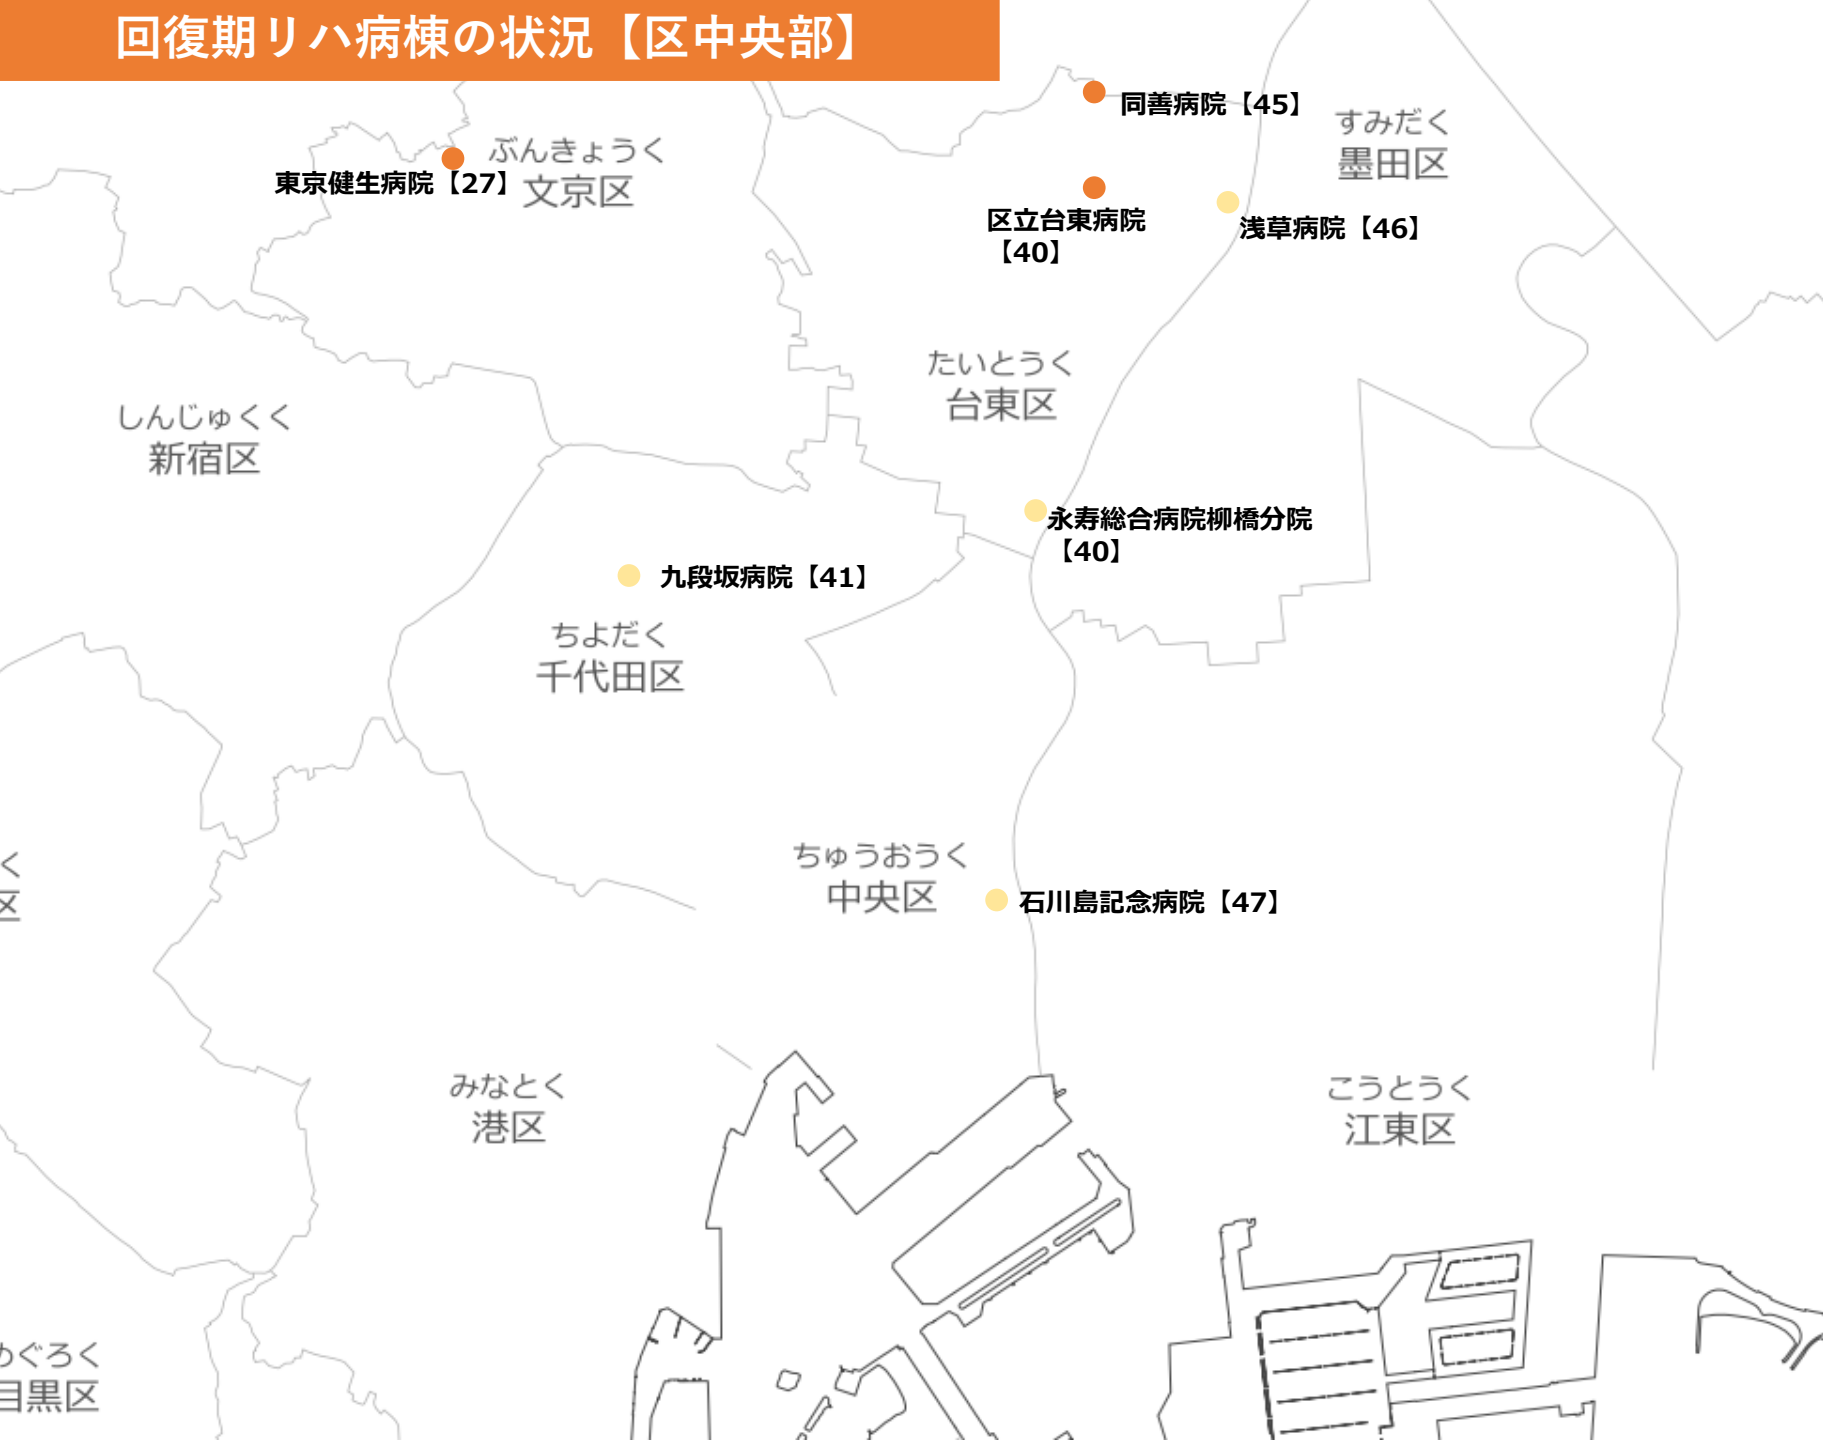 回復期リハ病棟の状況【区中央部】
同善病院【45】
すみだく
墨田区
ぶんきょうく
文京区
東京健生病院【27】
区立台東病院
【40】
浅草病院【46】
たいとうく
台東区
しんじゅくく
新宿区
永寿総合病院柳橋分院
【40】
九段坂病院【41】
ちよだく
千代田区
ちゅうおうく
中央区
石川島記念病院【47】
く
区
みなとく
港区
こうとうく
江東区
めぐろく
目黒区